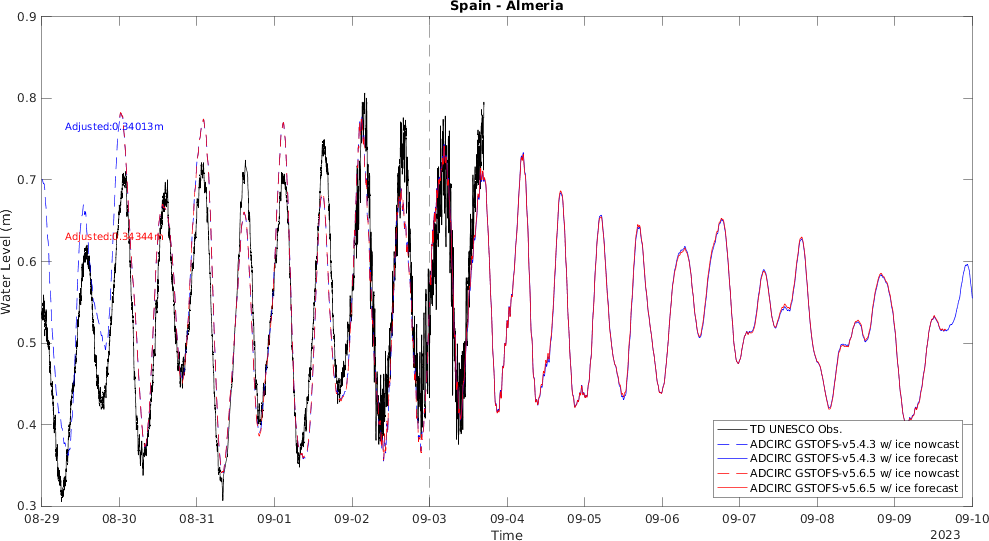 Spain - Almeria
0.9
0.8
0.7
0.6
0.5
0.4
0.3
Water Level (m)
Adjusted:0.34013m
Adjusted:0.34344m
TD UNESCO Obs.
ADCIRC GSTOFS-v5.4.3 w/ ice nowcast
ADCIRC GSTOFS-v5.4.3 w/ ice forecast
ADCIRC GSTOFS-v5.6.5 w/ ice nowcast
ADCIRC GSTOFS-v5.6.5 w/ ice forecast
08-29 08-30 08-31 09-01 09-02 09-03 09-04 09-05 09-06 09-07 09-08 09-09 09-10
Time
2023